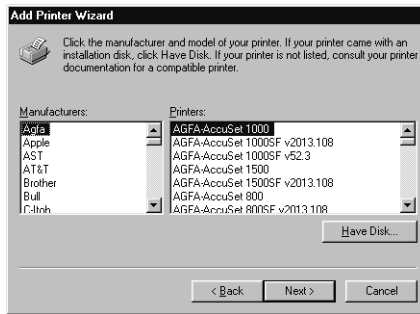 Add Printer Wizard
Click the manufacturer and model of your printer. If your printer came with an
installation disk, click Have Disk. If your printer is not listed, consult your printer
documentation for a compatible printer.
Manufacturers:
Agfa
Apple
AST
AT&T
Brother
Bull
C-Itoh
Printers:
AGFA-AccuSet 1000
AGFA-AccuSet 1000SF v2013.108
AGFA-AccuSet 1000SF v52.3
AGFA-AccuSet 1500
AGFA-AccuSet 1500SF v2013.108
AGFA-AccuSet 800
AGFA-AccuSet 800SF v2013.108
Have Disk...
< Back
Next >
Cancel